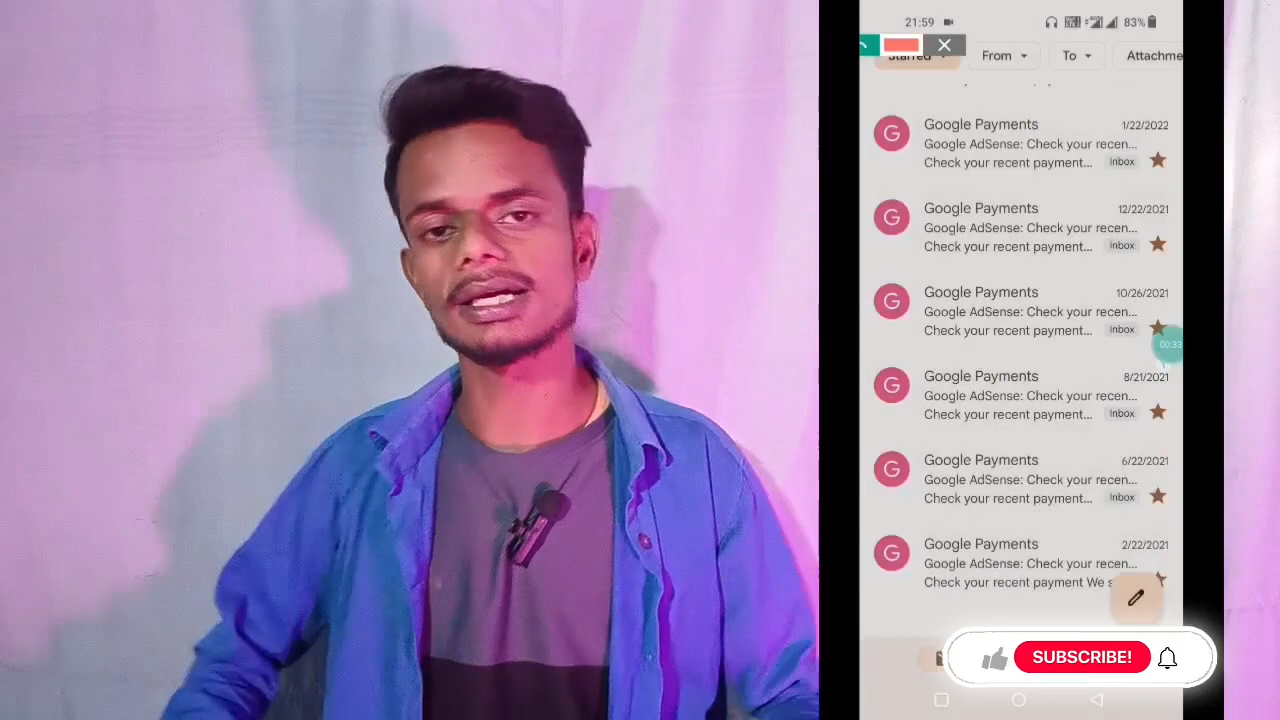 21:59
83%
Starred
From
To
Attachme
G
Google Payments
1/22/2022
Google AdSense: Check your recen...
Check your recent payment...
Inbox
G
Google Payments
12/22/2021
Google AdSense: Check your recen...
Check your recent payment...
Inbox
G
Google Payments
10/26/2021
Google AdSense: Check your recen...
Check your recent payment...
Inbox
00:33
G
Google Payments
8/21/2021
Google AdSense: Check your recen...
Check your recent payment...
Inbox
G
Google Payments
6/22/2021
Google AdSense: Check your recen...
Check your recent payment...
Inbox
G
Google Payments
2/22/2021
Google AdSense: Check your recen...
Check your recent payment We s
SUBSCRIBE!